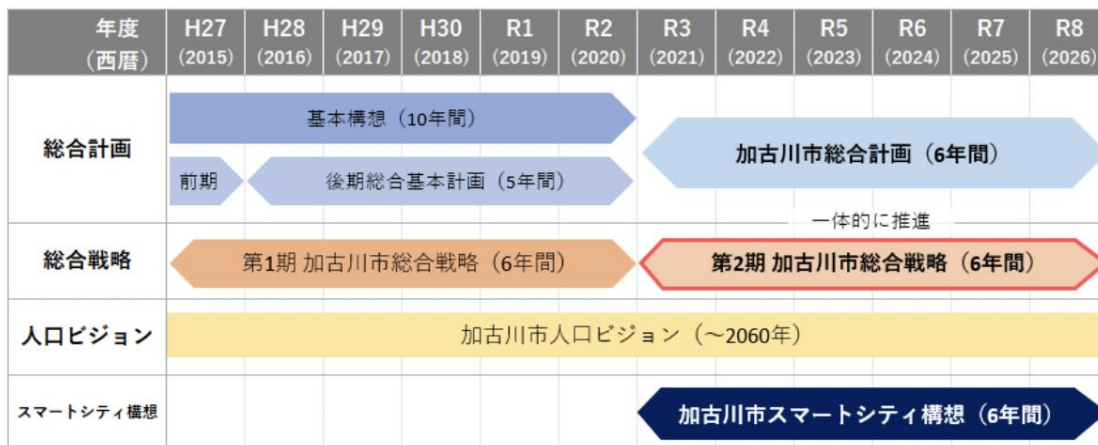 年度 H27 H28 H29 H30 R1 R2 R3 R4 R5 R6 R7 R8
（西暦） (2015) (2016) (2017) (2018) (2019) (2020) (2021) (2022) (2023) (2024) (2025) (2026)
総合計画
基本構想（10年間）
前期
後期総合基本計画（5年間）
加古川市総合計画（6年間）
一体的に推進
総合戦略
第1期 加古川市総合戦略（6年間）
第2期 加古川市総合戦略（6年間）
人口ビジョン
加古川市人口ビジョン（～2060年）
スマートシティ構想
加古川市スマートシティ構想（6年間）